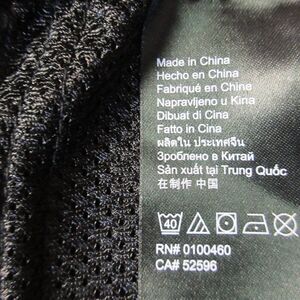 Made in China
Hecho en China
Fabriqué en Chine
Napravljeno u Kina
Dibuat di Cina
Fatto in Cina
ผลิตใน ประเทศจีน
Зроблено в Китай
Sản xuất tại Trung Quốc
在制作 中国
40
RN# 0100460
CA# 52596